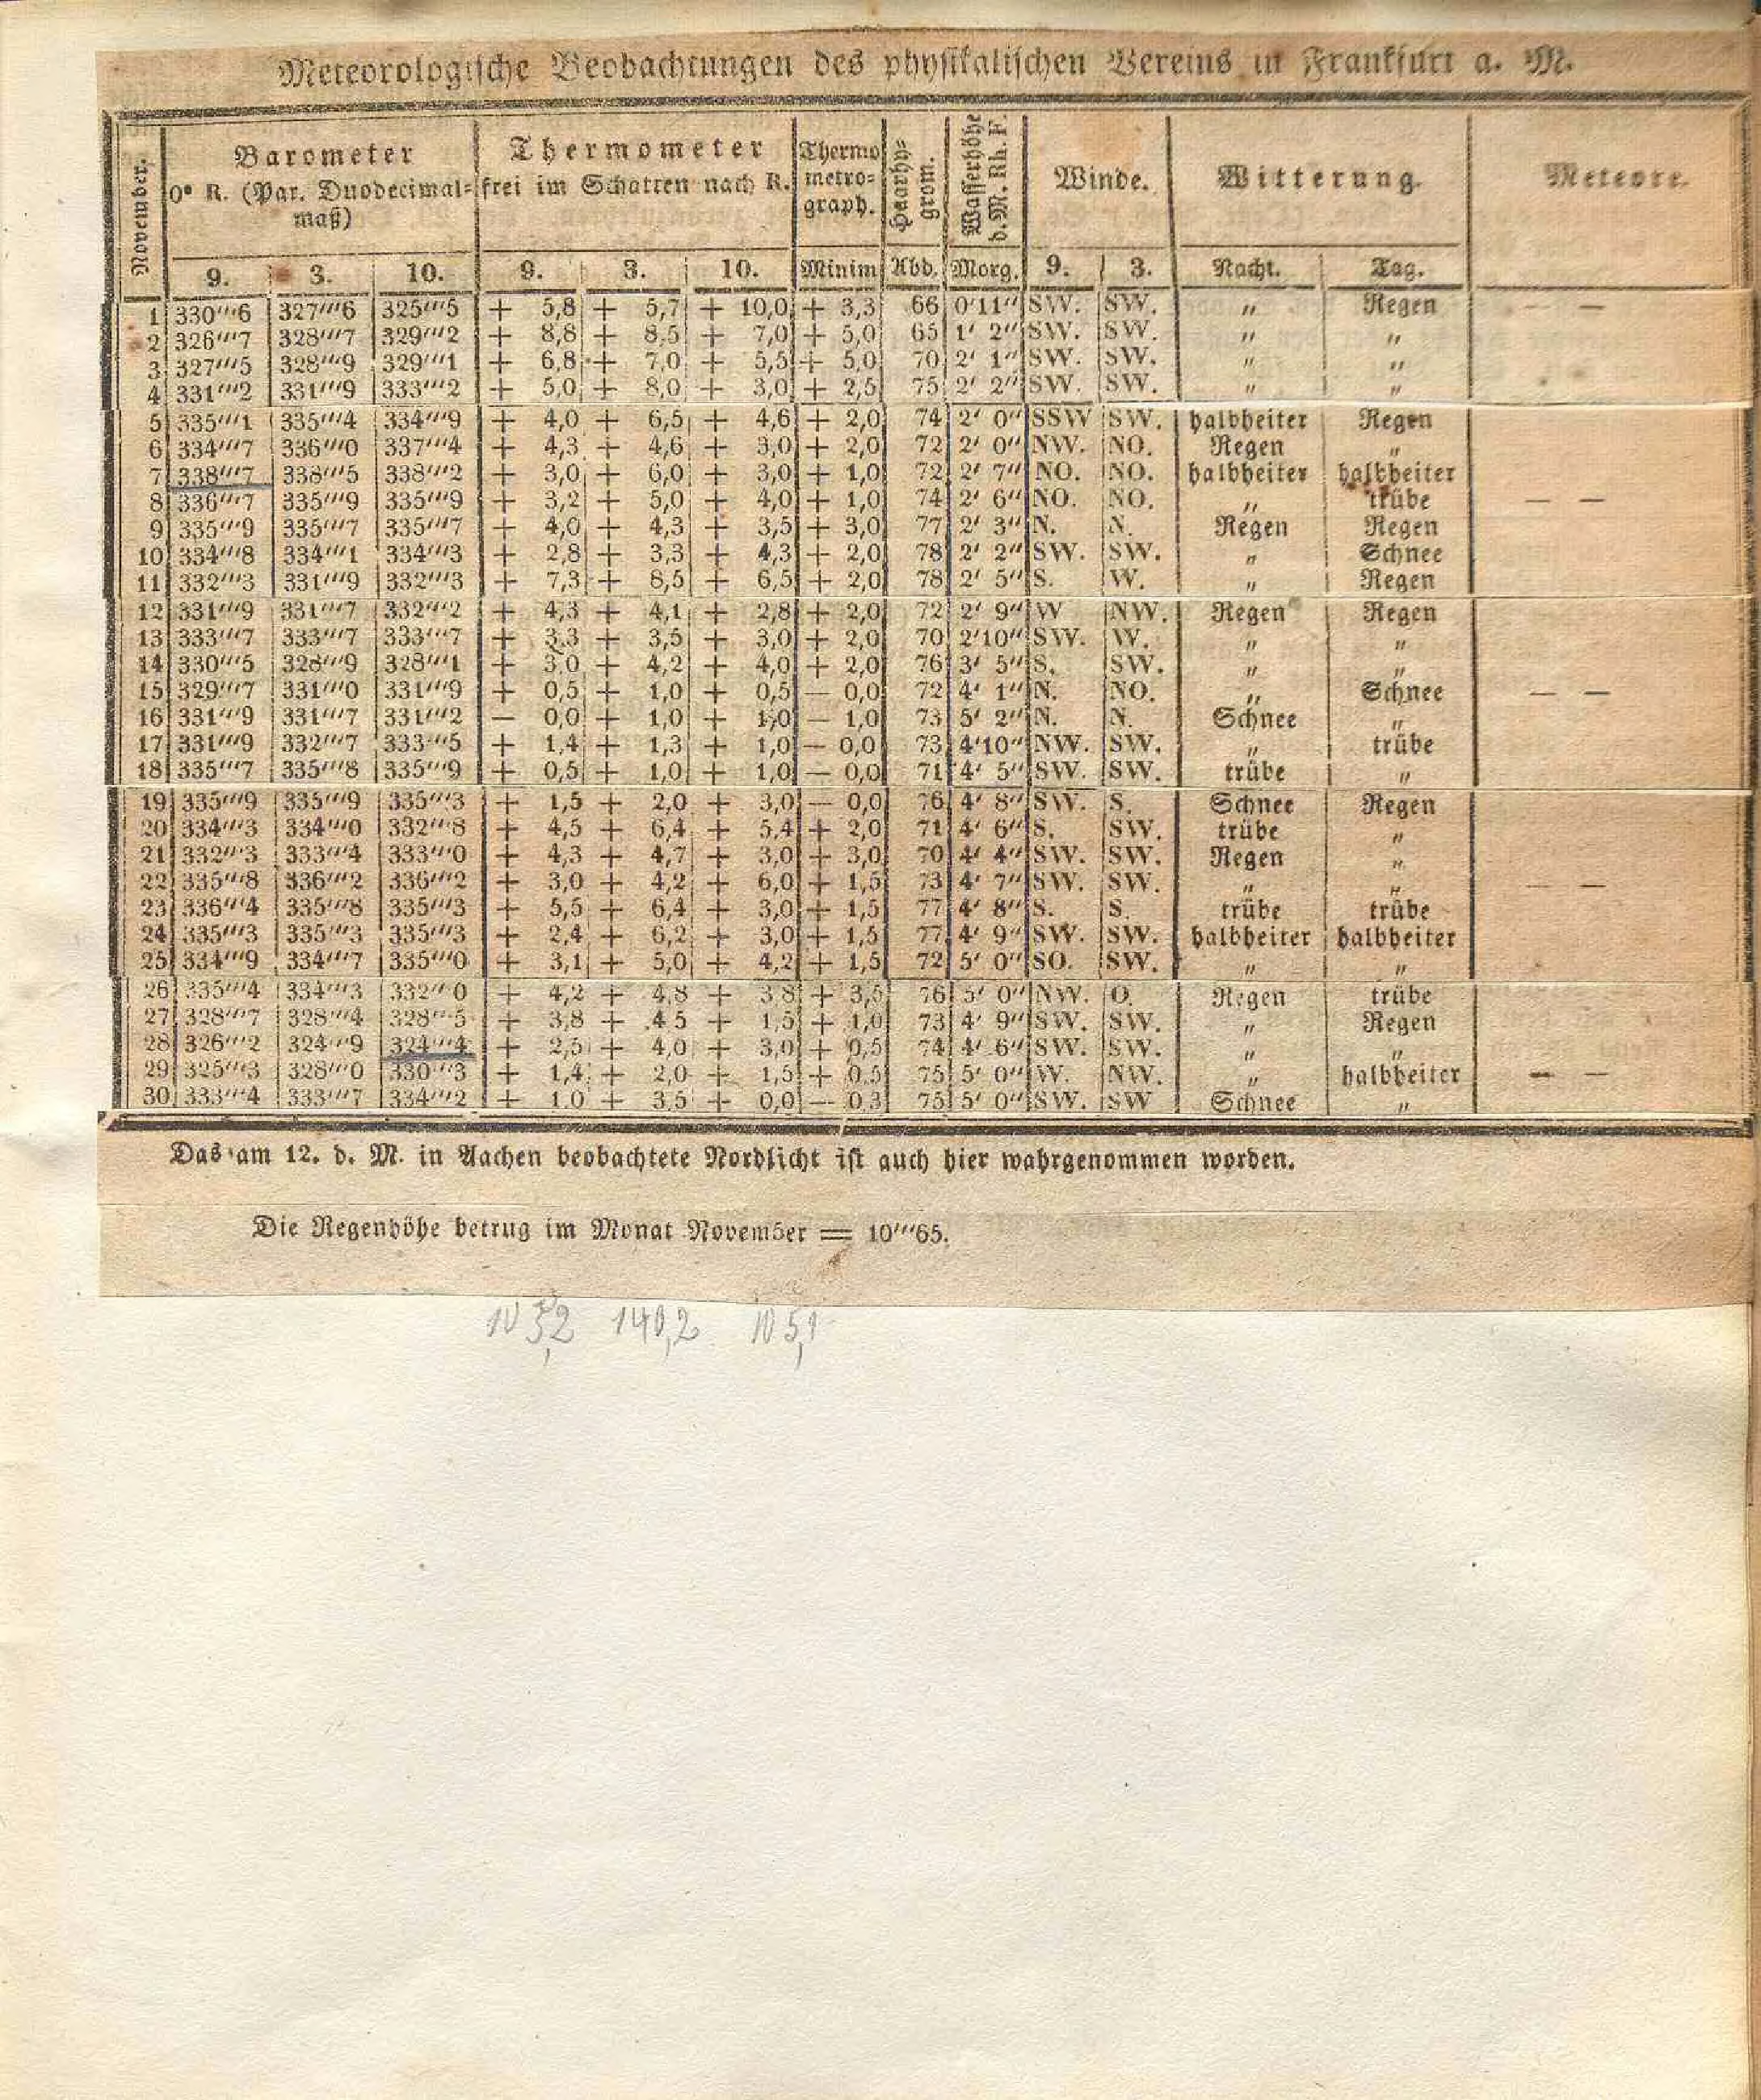 Meteorologische Beobachtungen des physikalischen Vereins in Frankfurt a. M.
November. Barometer Thermometer Thermo Haarhy= Wasserhöhe Winde. Witterung. Meteore.
0° R. (Par. Duodecimal= frei im Schatten nach R. metro= grom. d. M. Rh. F.
maß) graph.
9. 3. 10. 9. 3. 10. Minim Abd. Morg. 9. 3. Nacht. Tag.
1 330'''6 327'''6 325'''5 + 5,8 + 5,7 + 10,0 + 3,3 66 0'11" SW. SW. " Regen — —
2 326'''7 328'''7 329'''2 + 8,8 + 8,5 + 7,0 + 5,0 65 1' 2" SW. SW. " "
3 327'''5 328'''9 329'''1 + 6,8 + 7,0 + 5,5 + 5,0 70 2' 1" SW. SW. " "
4 331'''2 331'''9 333'''2 + 5,0 + 8,0 + 3,0 + 2,5 75 2' 2" SW. SW. " "
5 335'''1 335'''4 334'''9 + 4,0 + 6,5 + 4,6 + 2,0 74 2' 0" SSW SW. halbheiter Regen
6 334'''7 336'''0 337'''4 + 4,3 + 4,6 + 3,0 + 2,0 72 2' 0" NW. NO. Regen "
7 338'''7 338'''5 338'''2 + 3,0 + 6,0 + 3,0 + 1,0 72 2' 7" NO. NO. halbheiter halbheiter
8 336'''7 335'''9 335'''9 + 3,2 + 5,0 + 4,0 + 1,0 74 2' 6" NO. NO. " trübe — —
9 335'''9 335'''7 335'''7 + 4,0 + 4,3 + 3,5 + 3,0 77 2' 3" N. N. Regen Regen
10 334'''8 334'''1 334'''3 + 2,8 + 3,3 + 4,3 + 2,0 78 2' 2" SW. SW. " Schnee
11 332'''3 331'''9 332'''3 + 7,3 + 8,5 + 6,5 + 2,0 78 2' 5" S. W. " Regen
12 331'''9 331'''7 332'''2 + 4,3 + 4,1 + 2,8 + 2,0 72 2' 9" W NW. Regen Regen
13 333'''7 333'''7 333'''7 + 3,3 + 3,5 + 3,0 + 2,0 70 2'10" SW. W. " "
14 330'''5 328'''9 328'''1 + 3,0 + 4,2 + 4,0 + 2,0 76 3' 5" S. SW. " "
15 329'''7 331'''0 331'''9 + 0,5 + 1,0 + 0,5 — 0,0 72 4' 1" N. NO. " Schnee — —
16 331'''9 331'''7 331'''2 — 0,0 + 1,0 + 1,0 — 1,0 73 5' 2" N. N. Schnee "
17 331'''9 332'''7 333'''5 + 1,4 + 1,3 + 1,0 — 0,0 73 4'10" NW. SW. " trübe
18 335'''7 335'''8 335'''9 + 0,5 + 1,0 + 1,0 — 0,0 71 4' 5" SW. SW. trübe "
19 335'''9 335'''9 335'''3 + 1,5 + 2,0 + 3,0 — 0,0 76 4' 8" SW. S. Schnee Regen
20 334'''3 334'''0 332'''8 + 4,5 + 6,4 + 5,4 + 2,0 71 4' 6" S. SW. trübe "
21 332'''3 333'''4 333'''0 + 4,3 + 4,7 + 3,0 + 3,0 70 4' 4" SW. SW. Regen "
22 335'''8 336'''2 336'''2 + 3,0 + 4,2 + 6,0 + 1,5 73 4' 7" SW. SW. " " — —
23 336'''4 335'''8 335'''3 + 5,5 + 6,4 + 3,0 + 1,5 77 4' 8" S. S. trübe trübe
24 335'''3 335'''3 335'''3 + 2,4 + 6,2 + 3,0 + 1,5 77 4' 9" SW. SW. halbheiter halbheiter
25 334'''9 334'''7 335'''0 + 3,1 + 5,0 + 4,2 + 1,5 72 5' 0" SO. SW. " "
26 335'''4 334'''3 332'''0 + 4,2 + 4,8 + 3,8 + 3,5 76 5' 0" NW. O. Regen trübe
27 328'''7 328'''4 328'''5 + 3,8 + 4 5 + 1,5 + 1,0 73 4' 9" SW. SW. " Regen
28 326'''2 324'''9 324'''4 + 2,5 + 4,0 + 3,0 + 0,5 74 4' 6" SW. SW. " "
29 325'''3 328'''0 330'''3 + 1,4 + 2,0 + 1,5 + 0,5 75 5' 0" W. NW. " halbheiter — —
30 333'''4 333'''7 334'''2 + 1,0 + 3,5 + 0,0 — 0,3 75 5' 0" SW. SW Schnee "
Das am 12. d. M. in Aachen beobachtete Nordlicht ist auch hier wahrgenommen worden.
Die Regenhöhe betrug im Monat November = 10'''65.
140,2 105,1